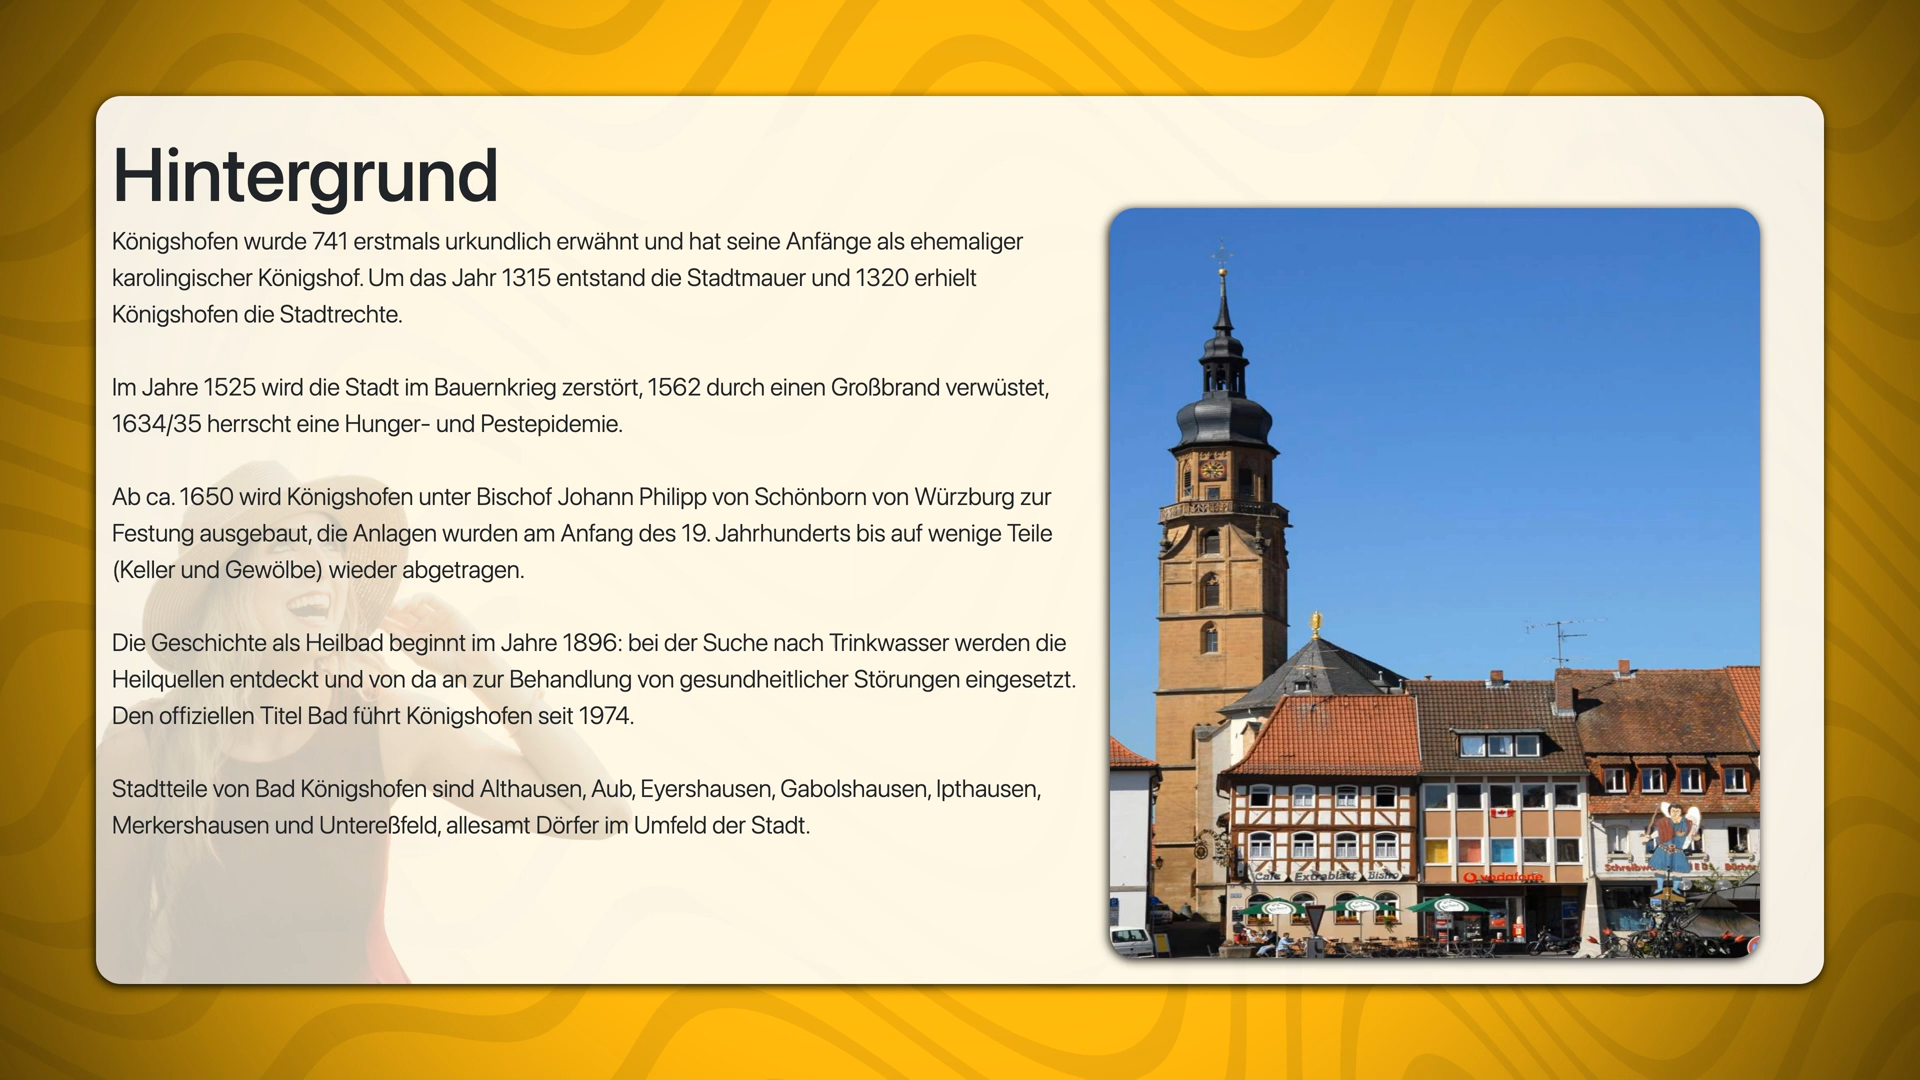 Hintergrund
Königshofen wurde 741 erstmals urkundlich erwähnt und hat seine Anfänge als ehemaliger
karolingischer Königshof. Um das Jahr 1315 entstand die Stadtmauer und 1320 erhielt
Königshofen die Stadtrechte.
Im Jahre 1525 wird die Stadt im Bauernkrieg zerstört, 1562 durch einen Großbrand verwüstet,
1634/35 herrscht eine Hunger- und Pestepidemie.
Ab ca. 1650 wird Königshofen unter Bischof Johann Philipp von Schönborn von Würzburg zur
Festung ausgebaut, die Anlagen wurden am Anfang des 19. Jahrhunderts bis auf wenige Teile
(Keller und Gewölbe) wieder abgetragen.
Die Geschichte als Heilbad beginnt im Jahre 1896: bei der Suche nach Trinkwasser werden die
Heilquellen entdeckt und von da an zur Behandlung von gesundheitlicher Störungen eingesetzt.
Den offiziellen Titel Bad führt Königshofen seit 1974.
Stadtteile von Bad Königshofen sind Althausen, Aub, Eyershausen, Gabolshausen, Ipthausen,
Merkershausen und Untereßfeld, allesamt Dörfer im Umfeld der Stadt.
Café Extrablatt Bistro
vodafone